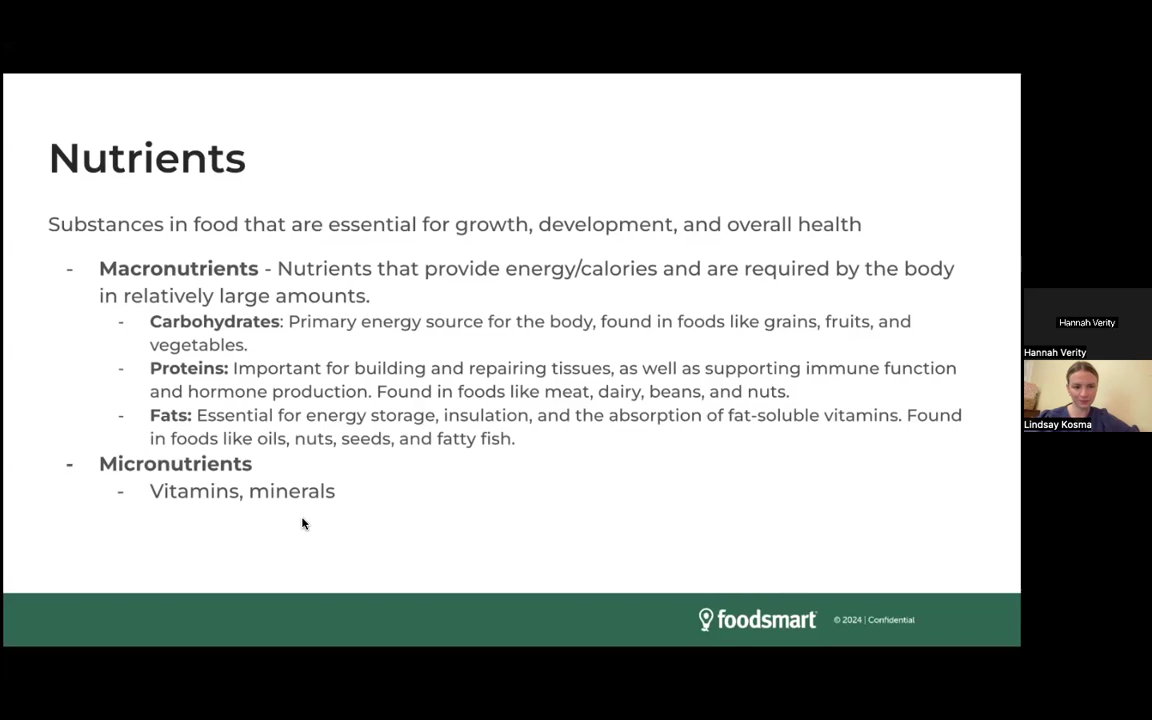 Nutrients
Substances in food that are essential for growth, development, and overall health
- Macronutrients - Nutrients that provide energy/calories and are required by the body
in relatively large amounts.
- Carbohydrates: Primary energy source for the body, found in foods like grains, fruits, and
vegetables.
- Proteins: Important for building and repairing tissues, as well as supporting immune function
and hormone production. Found in foods like meat, dairy, beans, and nuts.
- Fats: Essential for energy storage, insulation, and the absorption of fat-soluble vitamins. Found
in foods like oils, nuts, seeds, and fatty fish.
- Micronutrients
- Vitamins, minerals
foodsmart © 2024 | Confidential
Hannah Verity
Hannah Verity
Lindsay Kosma